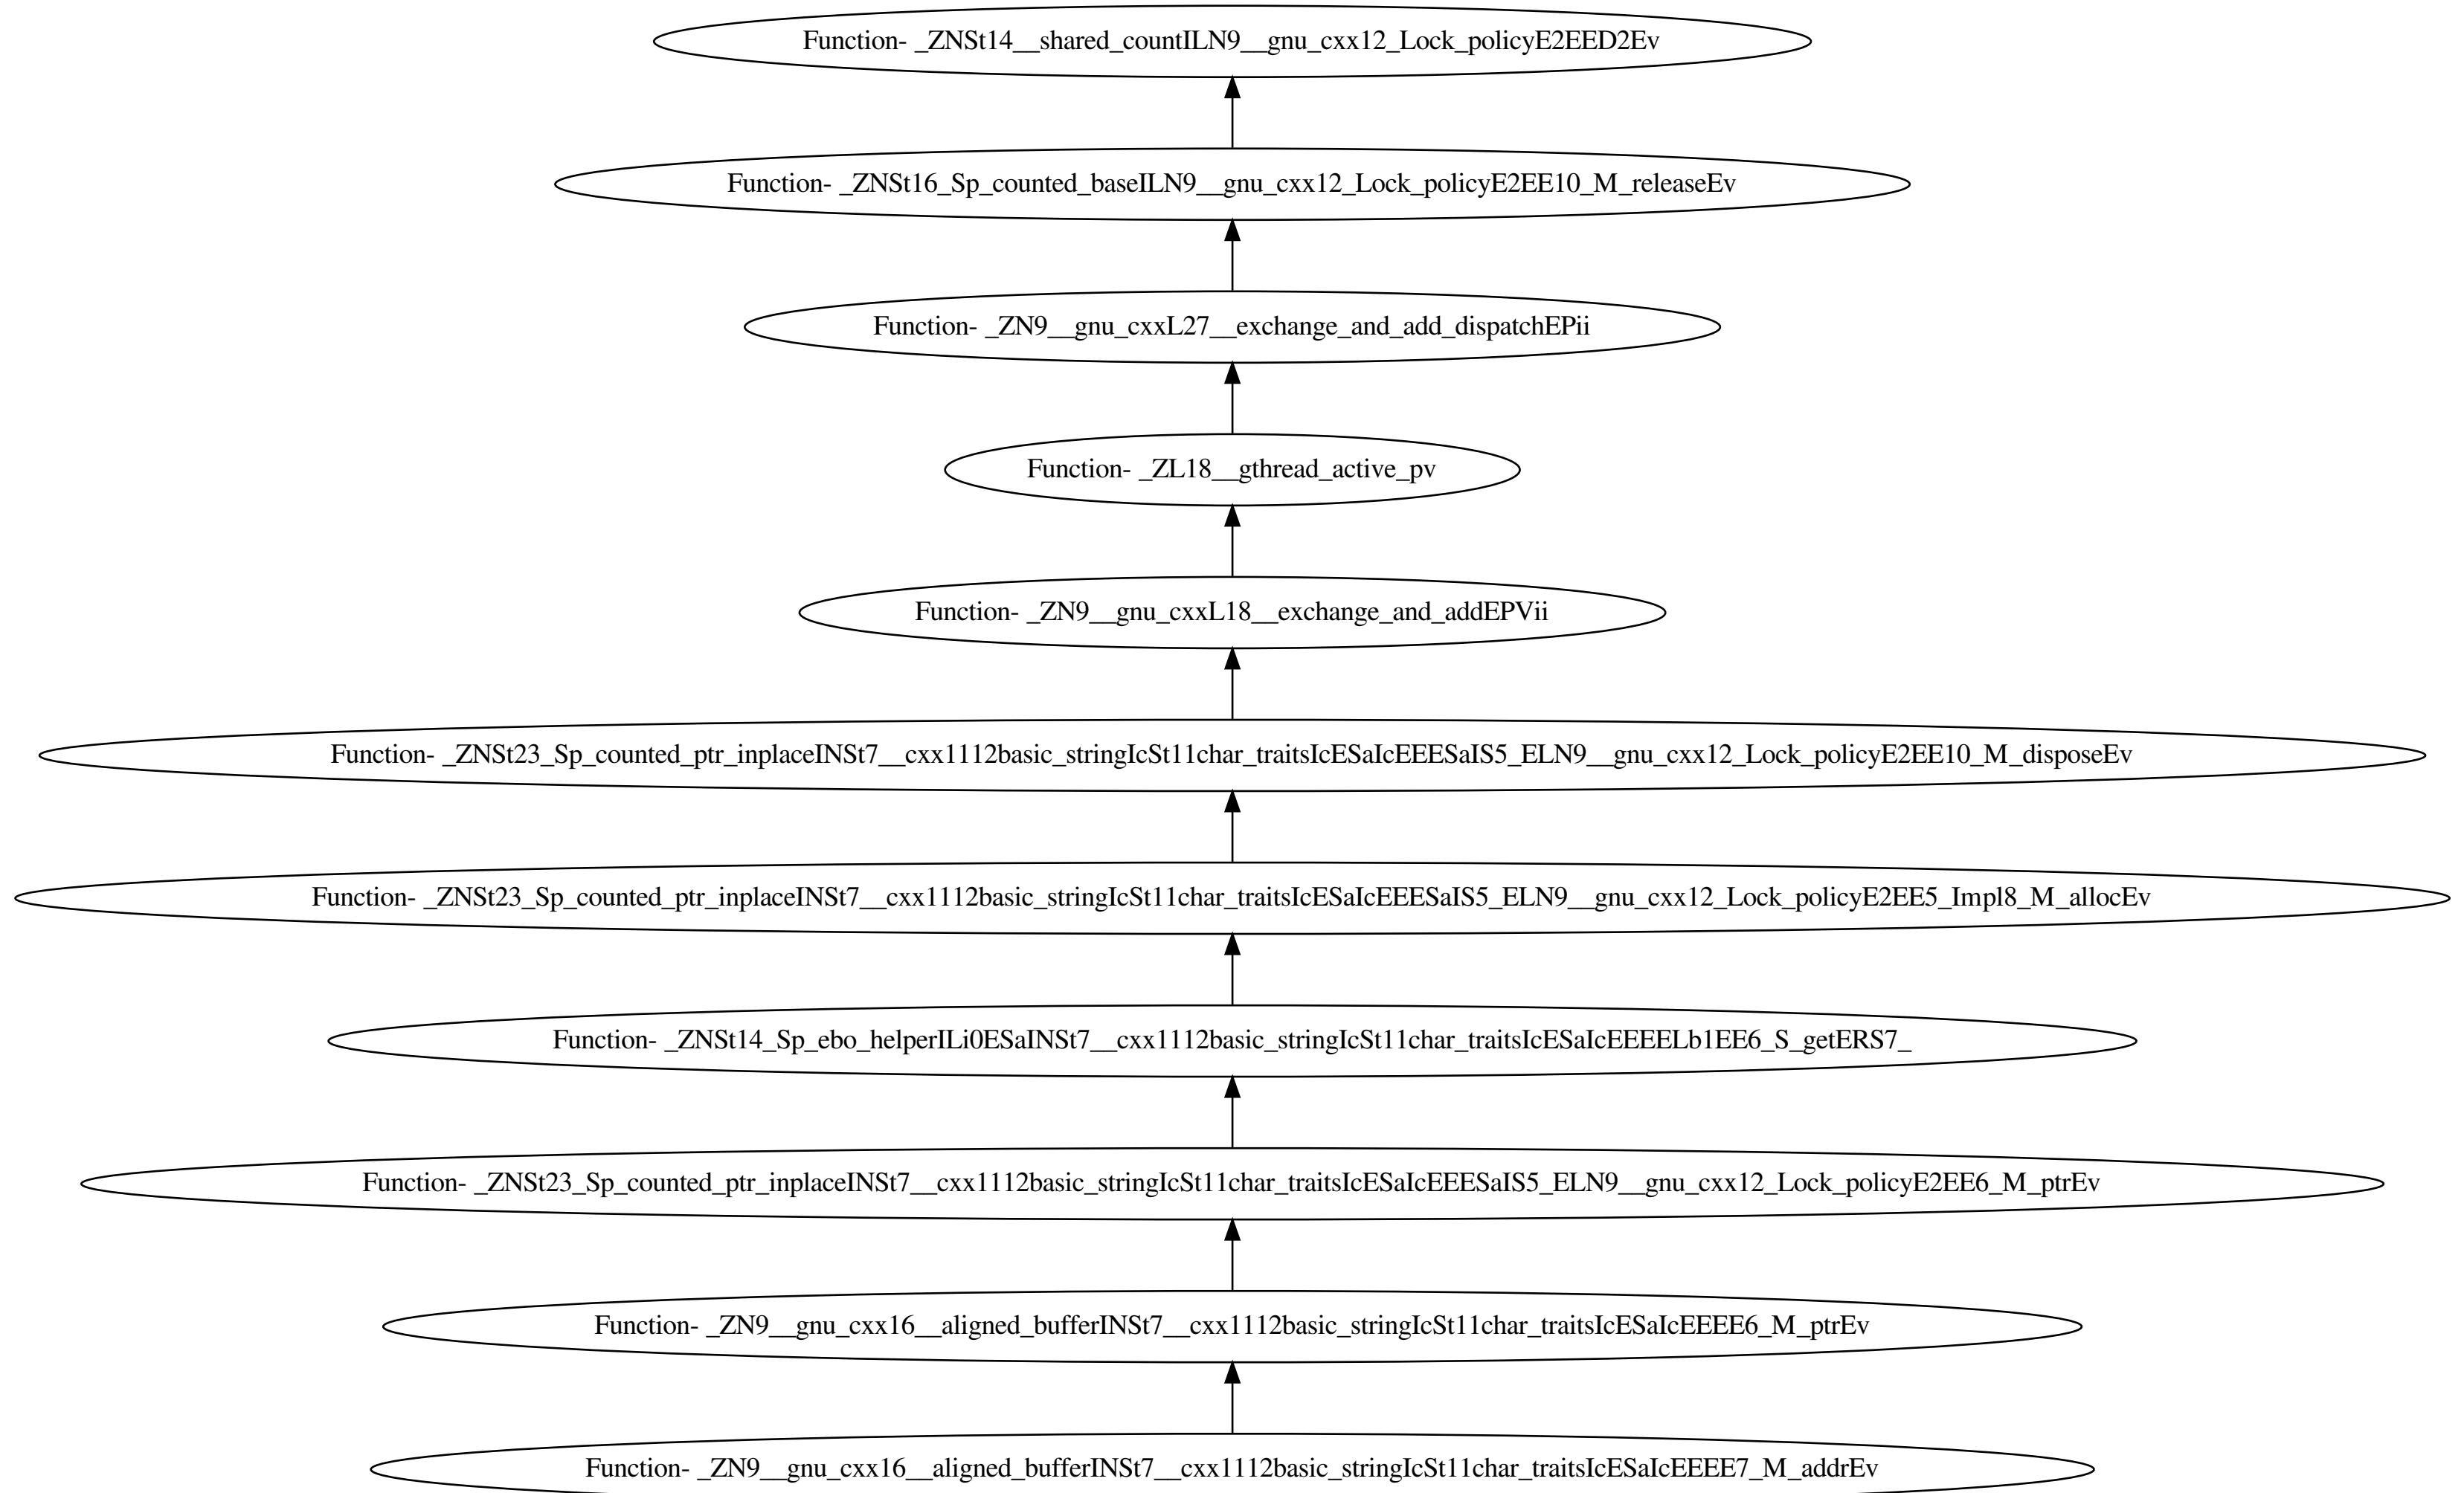 Function- _ZNSt14__shared_countILN9__gnu_cxx12_Lock_policyE2EED2Ev
Function- _ZNSt16_Sp_counted_baseILN9__gnu_cxx12_Lock_policyE2EE10_M_releaseEv
Function- _ZN9__gnu_cxxL27__exchange_and_add_dispatchEPii
Function- _ZL18__gthread_active_pv
Function- _ZN9__gnu_cxxL18__exchange_and_addEPVii
Function- _ZNSt23_Sp_counted_ptr_inplaceINSt7__cxx1112basic_stringIcSt11char_traitsIcESaIcEEESaIS5_ELN9__gnu_cxx12_Lock_policyE2EE10_M_disposeEv
Function- _ZNSt23_Sp_counted_ptr_inplaceINSt7__cxx1112basic_stringIcSt11char_traitsIcESaIcEEESaIS5_ELN9__gnu_cxx12_Lock_policyE2EE5_Impl8_M_allocEv
Function- _ZNSt14_Sp_ebo_helperILi0ESaINSt7__cxx1112basic_stringIcSt11char_traitsIcESaIcEEEELb1EE6_S_getERS7_
Function- _ZNSt23_Sp_counted_ptr_inplaceINSt7__cxx1112basic_stringIcSt11char_traitsIcESaIcEEESaIS5_ELN9__gnu_cxx12_Lock_policyE2EE6_M_ptrEv
Function- _ZN9__gnu_cxx16__aligned_bufferINSt7__cxx1112basic_stringIcSt11char_traitsIcESaIcEEEE6_M_ptrEv
Function- _ZN9__gnu_cxx16__aligned_bufferINSt7__cxx1112basic_stringIcSt11char_traitsIcESaIcEEEE7_M_addrEv